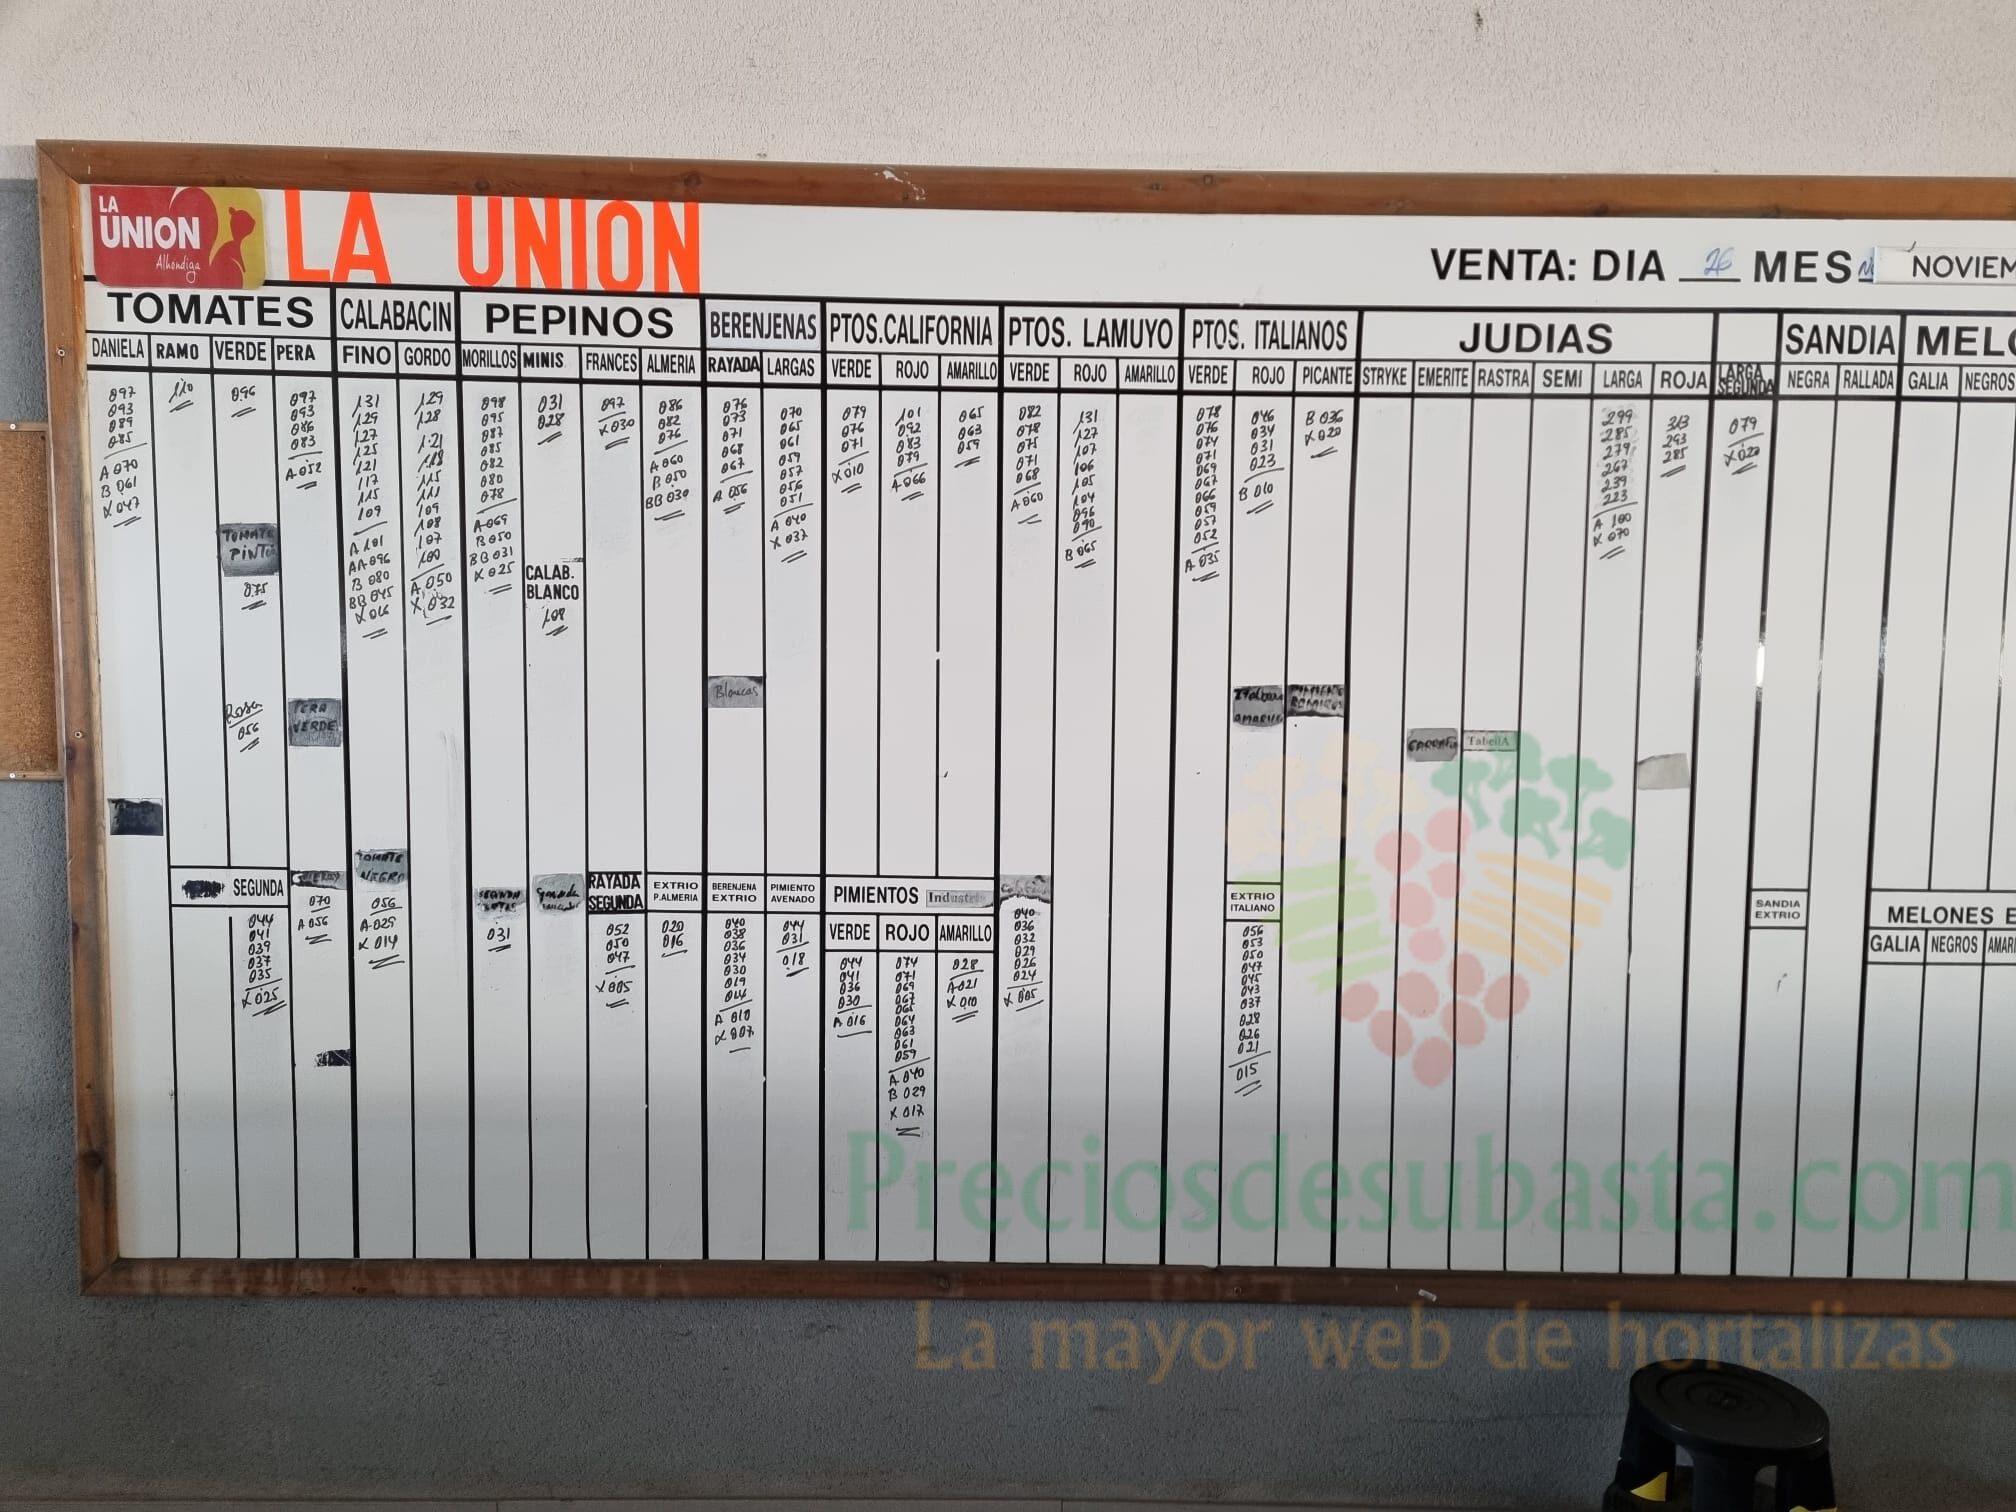 LA
UNION
Alhóndiga
LA UNION
VENTA: DIA 26 MES NOVIEM
TOMATES
CALABACIN
PEPINOS
BERENJENAS
PTOS.CALIFORNIA
PTOS. LAMUYO
PTOS. ITALIANOS
JUDIAS
LARGA SEGUNDA
SANDIA
MELO
DANIELA
RAMO
VERDE
PERA
FINO
GORDO
MORILLOS
MINIS
FRANCES
ALMERIA
RAYADA
LARGAS
VERDE
ROJO
AMARILLO
VERDE
ROJO
AMARILLO
VERDE
ROJO
PICANTE
STRYKE
EMERITE
RASTRA
SEMI
LARGA
ROJA
NEGRA
RALLADA
GALIA
NEGROS
097
093
089
085
A 070
B 061
X 047
110
096
TOMATE
PINTO
075
Rosa
056
097
093
086
083
A 052
PERA
VERDE
131
129
127
125
121
117
115
109
A 101
AA 096
B 080
BB 045
X 016
129
128
121
118
115
111
109
108
107
100
A 050
X 032
098
095
087
085
082
080
078
A 069
B 050
BB 031
X 025
031
028
CALAB.
BLANCO
108
097
X 030
086
082
076
A 060
B 050
BB 030
076
073
071
068
067
A 056
Blancas
070
065
061
059
057
056
051
A 040
X 037
079
076
071
X 010
101
092
083
079
A 066
065
063
059
082
078
075
071
068
A 060
131
127
107
106
105
104
096
090
B 065
078
076
074
071
069
067
066
059
057
052
A 035
046
034
031
023
B 010
B 036
X 020
299
285
279
267
239
223
A 100
X 070
313
293
285
079
X 020
TabellA
SEGUNDA
044
041
039
037
035
X 025
070
A 056
TOMATE
NEGRO
056
A 029
X 014
031
RAYADA
SEGUNDA
052
050
047
X 005
EXTRIO
P.ALMERIA
020
016
BERENJENA
EXTRIO
040
038
036
034
030
019
014
A 010
X 007
PIMIENTO
AVENADO
044
031
018
PIMIENTOS Industria
VERDE
ROJO
AMARILLO
044
041
036
030
A 016
074
071
069
067
065
064
063
061
059
A 040
B 029
X 017
028
A 021
X 010
040
036
032
029
026
024
X 005
EXTRIO
ITALIANO
056
053
050
047
045
043
037
028
026
021
015
SANDIA
EXTRIO
MELONES E
GALIA
NEGROS
AMARI
Preciosdesubasta.com
La mayor web de hortalizas